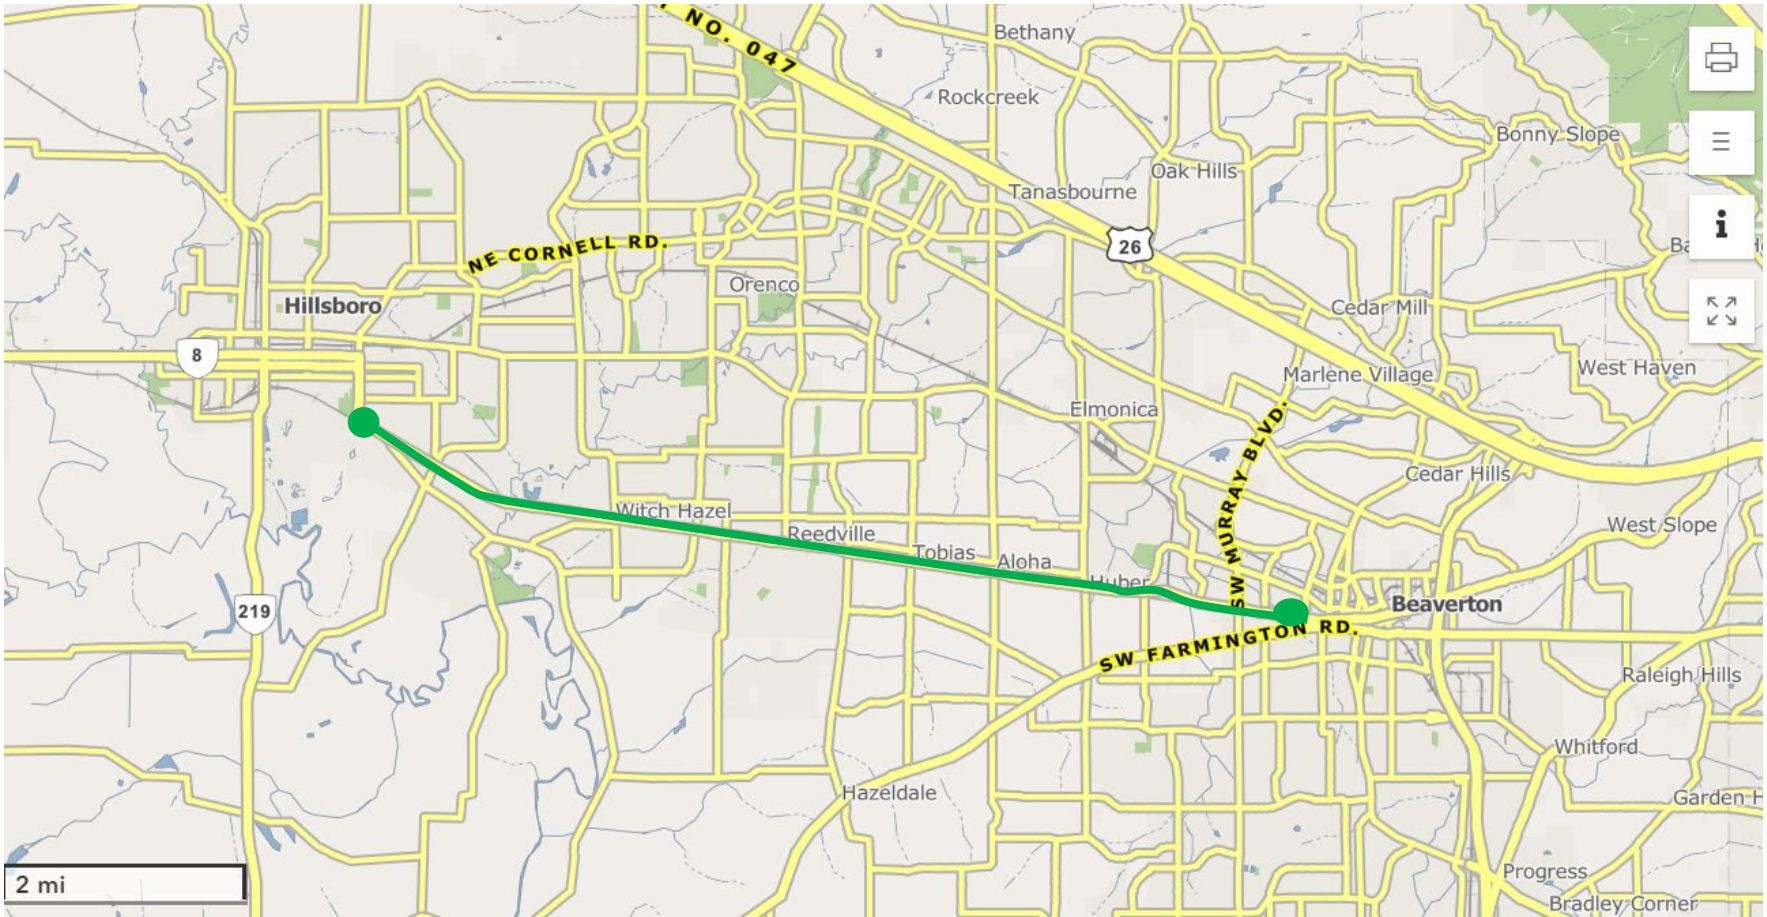 Y NO. 047
Bethany
Rockcreek
Bonny Slope
Oak Hills
Tanasbourne
i
26
NE CORNELL RD.
Orenco
Hillsboro
Cedar Mill
8
West Haven
Marlene Village
Elmonica
SW MURRAY BLVD.
Cedar Hills
Witch Hazel
West Slope
Reedville
Tobias
Aloha
Huber
Beaverton
219
SW FARMINGTON RD.
Raleigh Hills
Whitford
Hazeldale
Garden H
2 mi
Progress
Bradley Corner